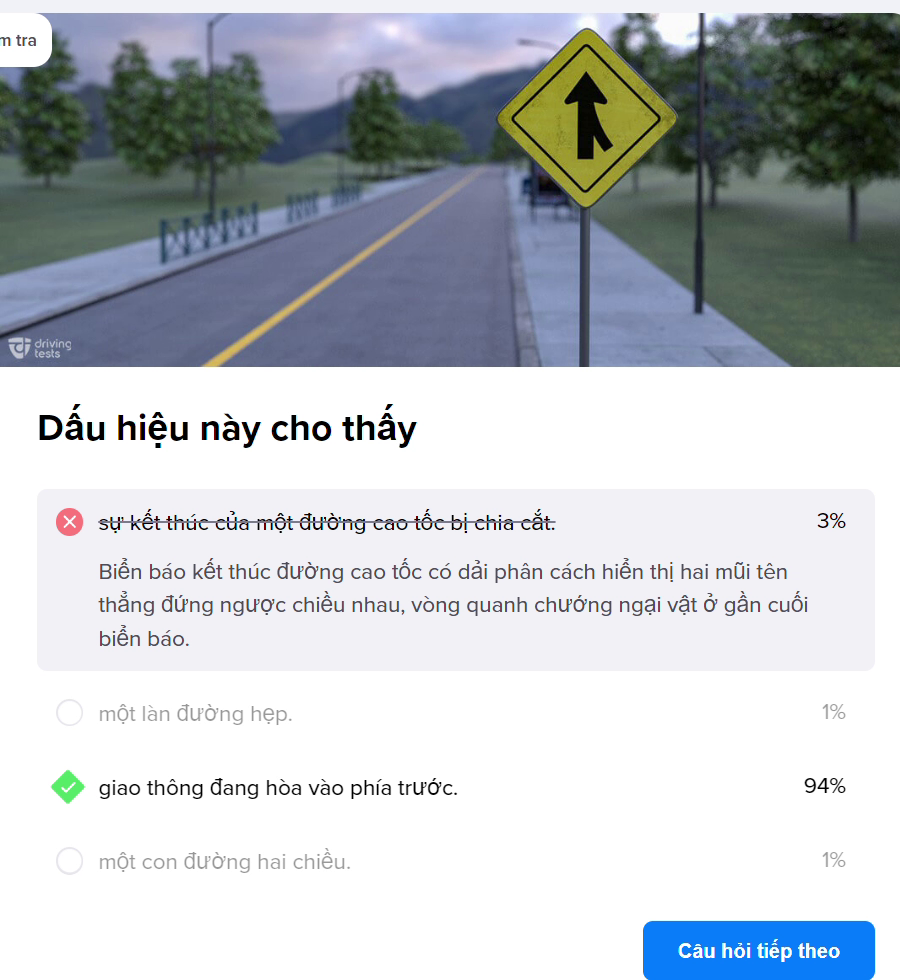 m tra
driving
tests
Dấu hiệu này cho thấy
sự kết thúc của một đường cao tốc bị chia cắt.
3%
Biển báo kết thúc đường cao tốc có dải phân cách hiển thị hai mũi tên
thẳng đứng ngược chiều nhau, vòng quanh chướng ngại vật ở gần cuối
biển báo.
một làn đường hẹp.
1%
giao thông đang hòa vào phía trước.
94%
một con đường hai chiều.
1%
Câu hỏi tiếp theo